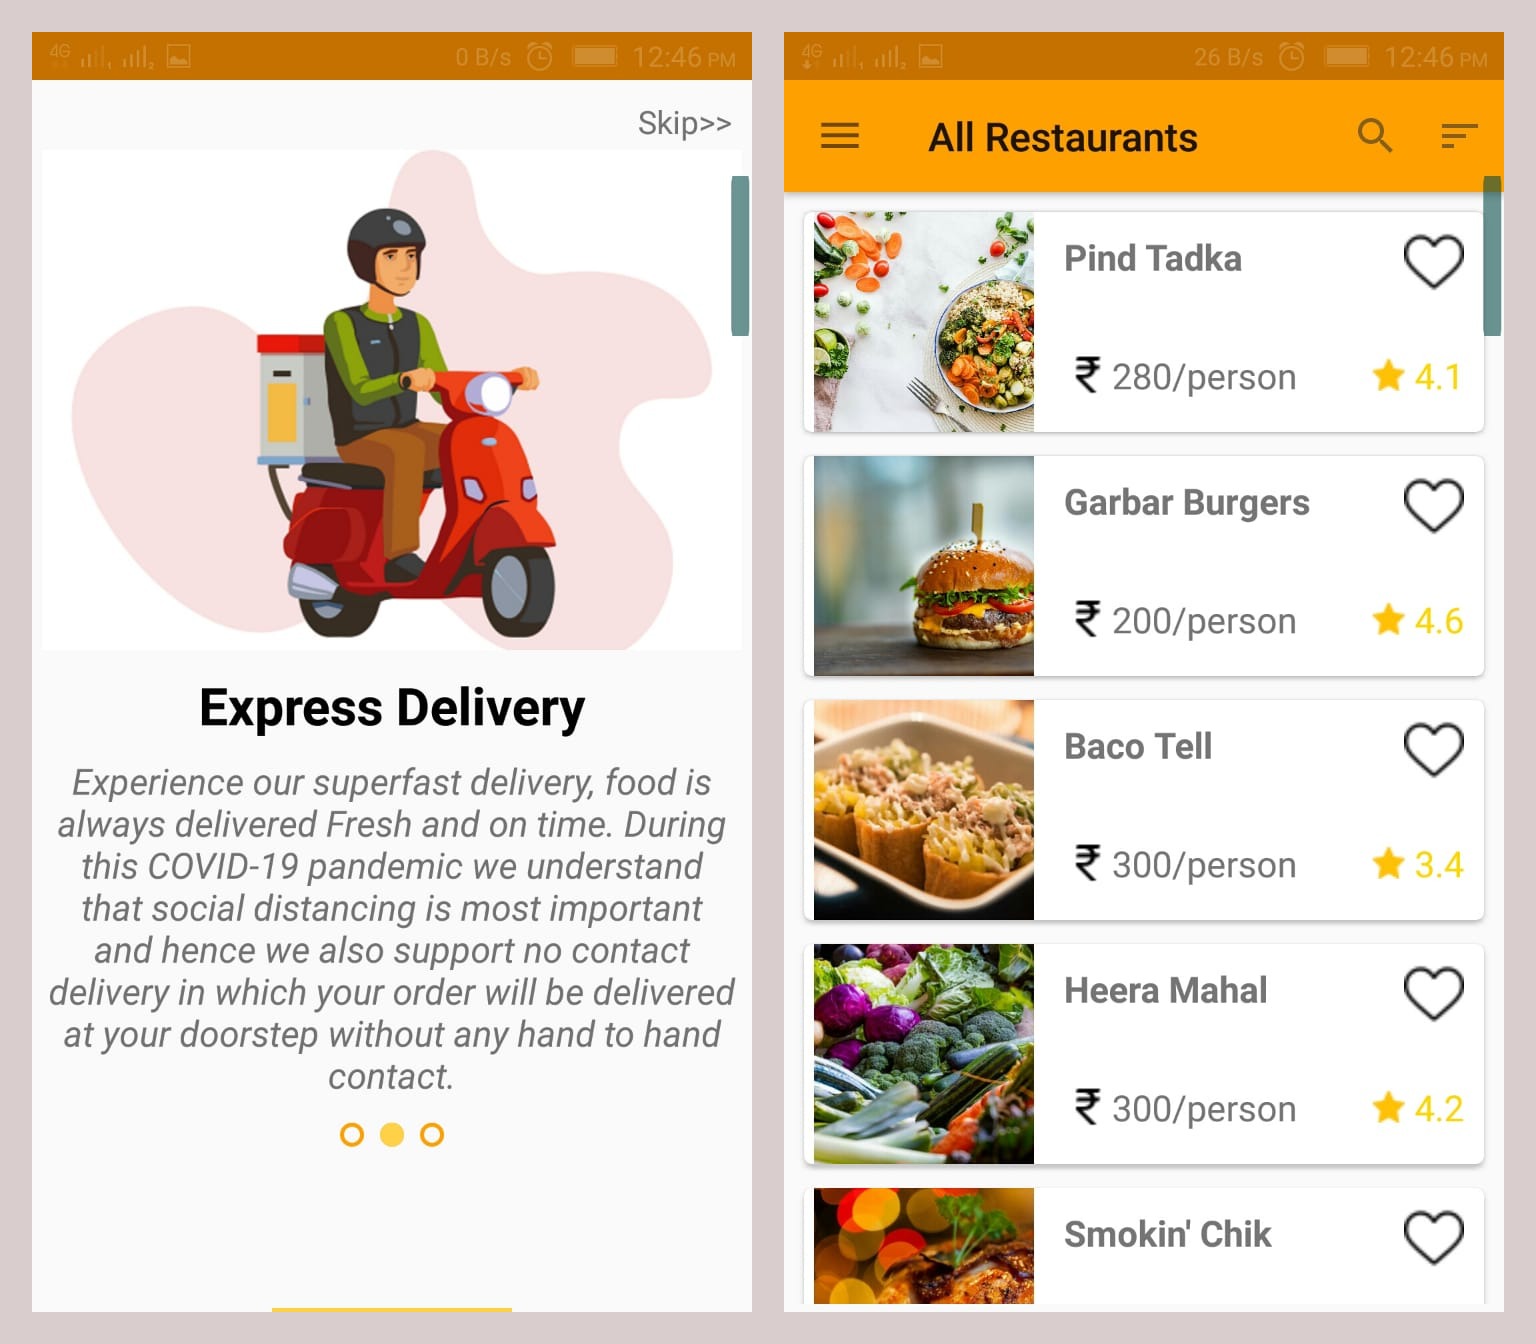 4G 1 2 0 B/s 12:46 PM
Skip>>
Express Delivery
Experience our superfast delivery, food is
always delivered Fresh and on time. During
this COVID-19 pandemic we understand
that social distancing is most important
and hence we also support no contact
delivery in which your order will be delivered
at your doorstep without any hand to hand
contact.
4G 1 2 26 B/s 12:46 PM
All Restaurants
Pind Tadka
₹ 280/person 4.1
Garbar Burgers
₹ 200/person 4.6
Baco Tell
₹ 300/person 3.4
Heera Mahal
₹ 300/person 4.2
Smokin' Chik